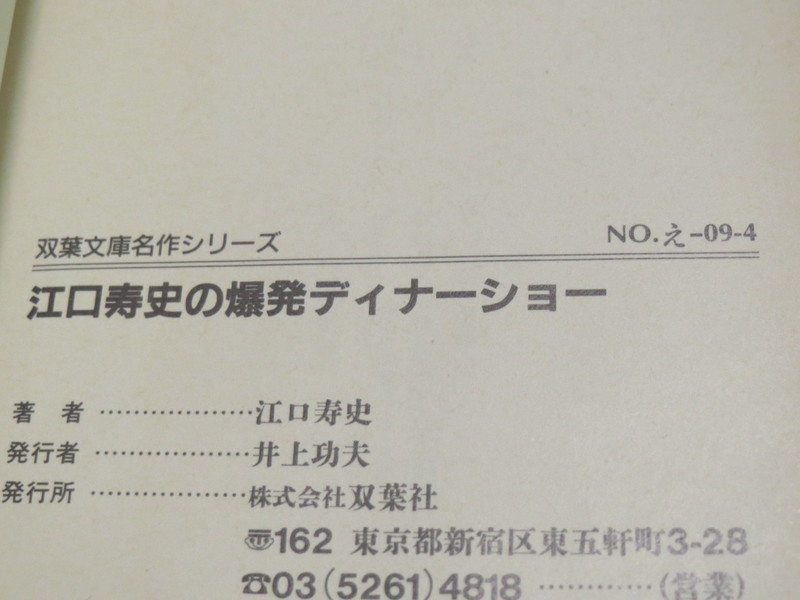 双葉文庫名作シリーズ NO.え-09-4
江口寿史の爆発ディナーショー
著 者 ………………江口寿史
発行者 ………………井上功夫
発行所 ………………株式会社双葉社
〠162 東京都新宿区東五軒町3-28
☎03(5261)4818 …………(営業)